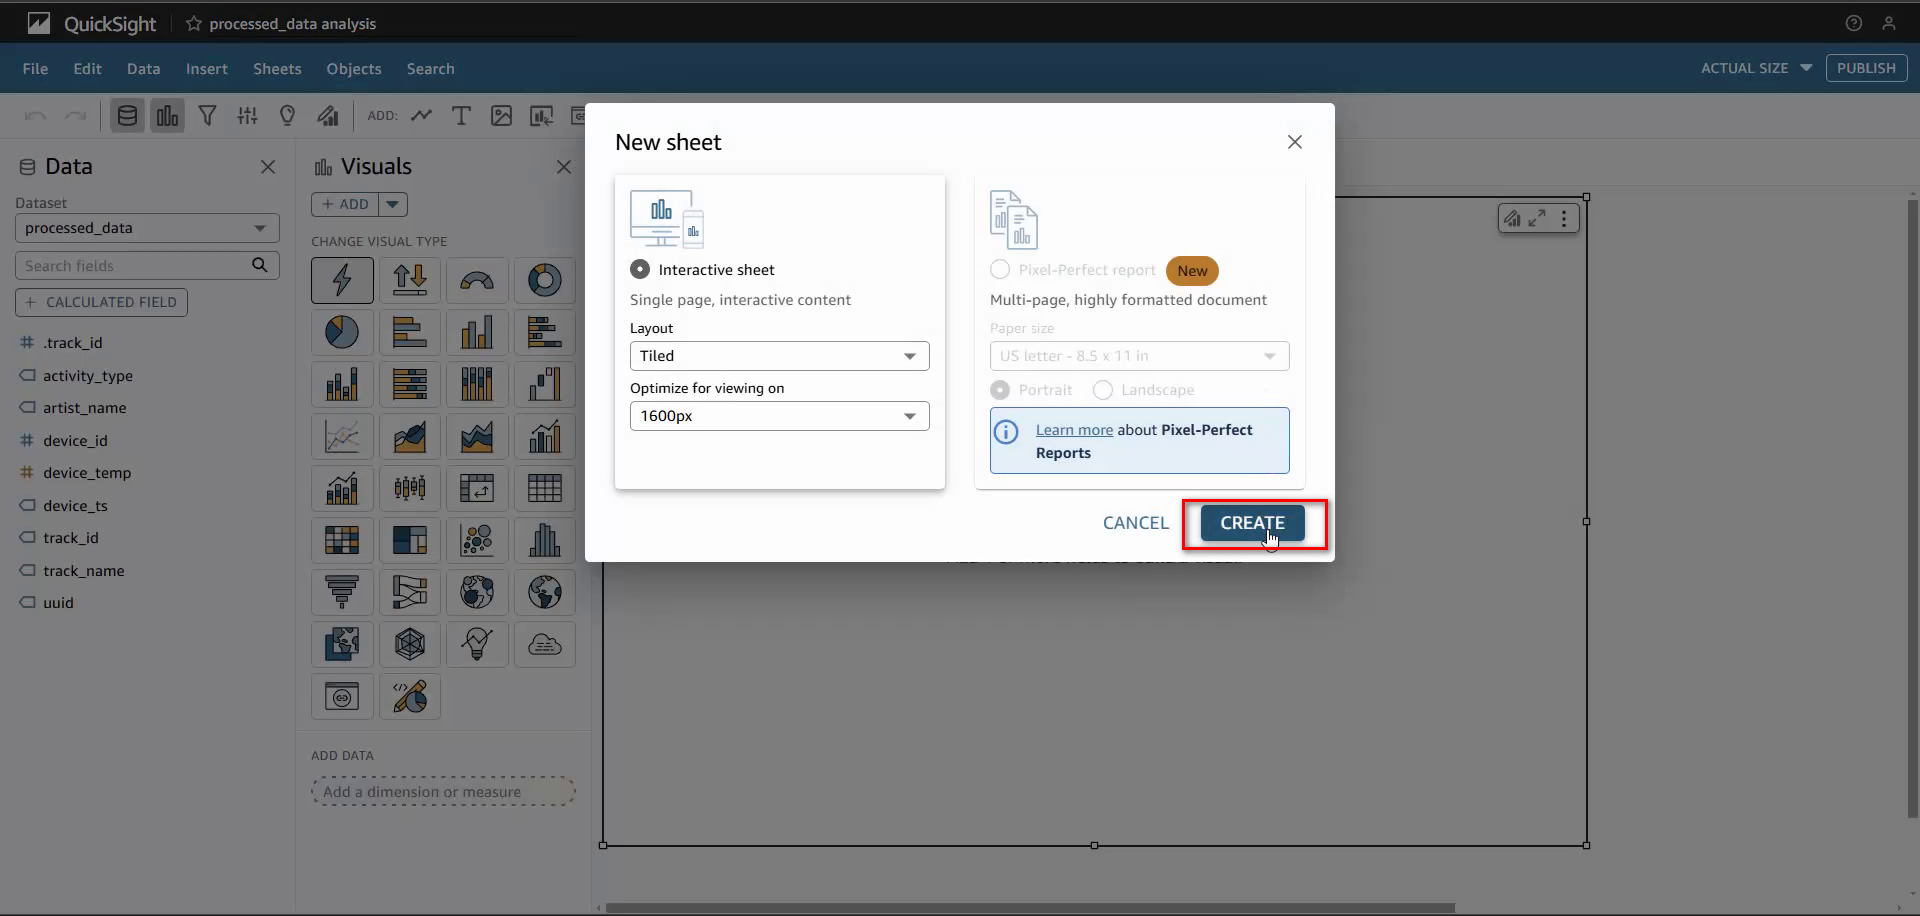 QuickSight
processed_data analysis
File Edit Data Insert Sheets Objects Search
ACTUAL SIZE PUBLISH
ADD:
Data
Dataset
processed_data
Search fields
+ CALCULATED FIELD
.track_id
activity_type
artist_name
device_id
device_temp
device_ts
track_id
track_name
uuid
Visuals
+ ADD
CHANGE VISUAL TYPE
ADD DATA
Add a dimension or measure
New sheet
Interactive sheet
Single page, interactive content
Layout
Tiled
Optimize for viewing on
1600px
Pixel-Perfect report New
Multi-page, highly formatted document
Paper size
US letter - 8.5 x 11 in
Portrait Landscape
Learn more about Pixel-Perfect
Reports
CANCEL CREATE